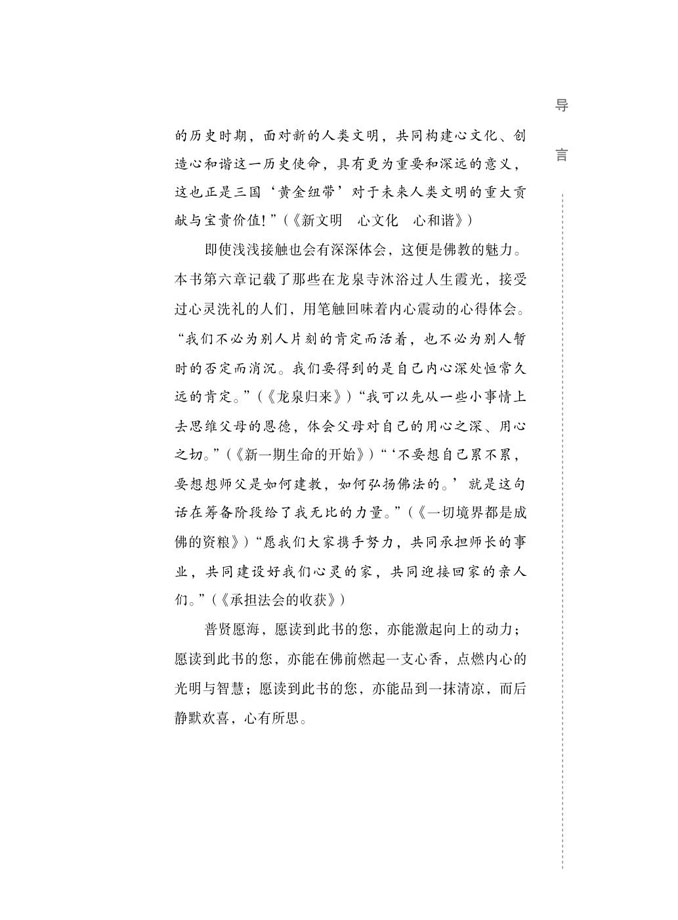 导言
的历史时期，面对新的人类文明，共同构建心文化、创
造心和谐这一历史使命，具有更为重要和深远的意义，
这也正是三国‘黄金纽带’对于未来人类文明的重大贡
献与宝贵价值！”（《新文明　心文化　心和谐》）
即使浅浅接触也会有深深体会，这便是佛教的魅力。
本书第六章记载了那些在龙泉寺沐浴过人生霞光，接受
过心灵洗礼的人们，用笔触回味着内心震动的心得体会。
“我们不必为别人片刻的肯定而活着，也不必为别人暂
时的否定而消沉。我们要得到的是自己内心深处恒常久
远的肯定。”（《龙泉归来》）“我可以先从一些小事情上
去思维父母的恩德，体会父母对自己的用心之深、用心
之切。”（《新一期生命的开始》）“‘不要想自己累不累，
要想想师父是如何建教，如何弘扬佛法的。’就是这句
话在筹备阶段给了我无比的力量。”（《一切境界都是成
佛的资粮》）“愿我们大家携手努力，共同承担师长的事
业，共同建设好我们心灵的家，共同迎接回家的亲人
们。”（《承担法会的收获》）
普贤愿海，愿读到此书的您，亦能激起向上的动力；
愿读到此书的您，亦能在佛前燃起一支心香，点燃内心的
光明与智慧；愿读到此书的您，亦能品到一抹清凉，而后
静默欢喜，心有所思。